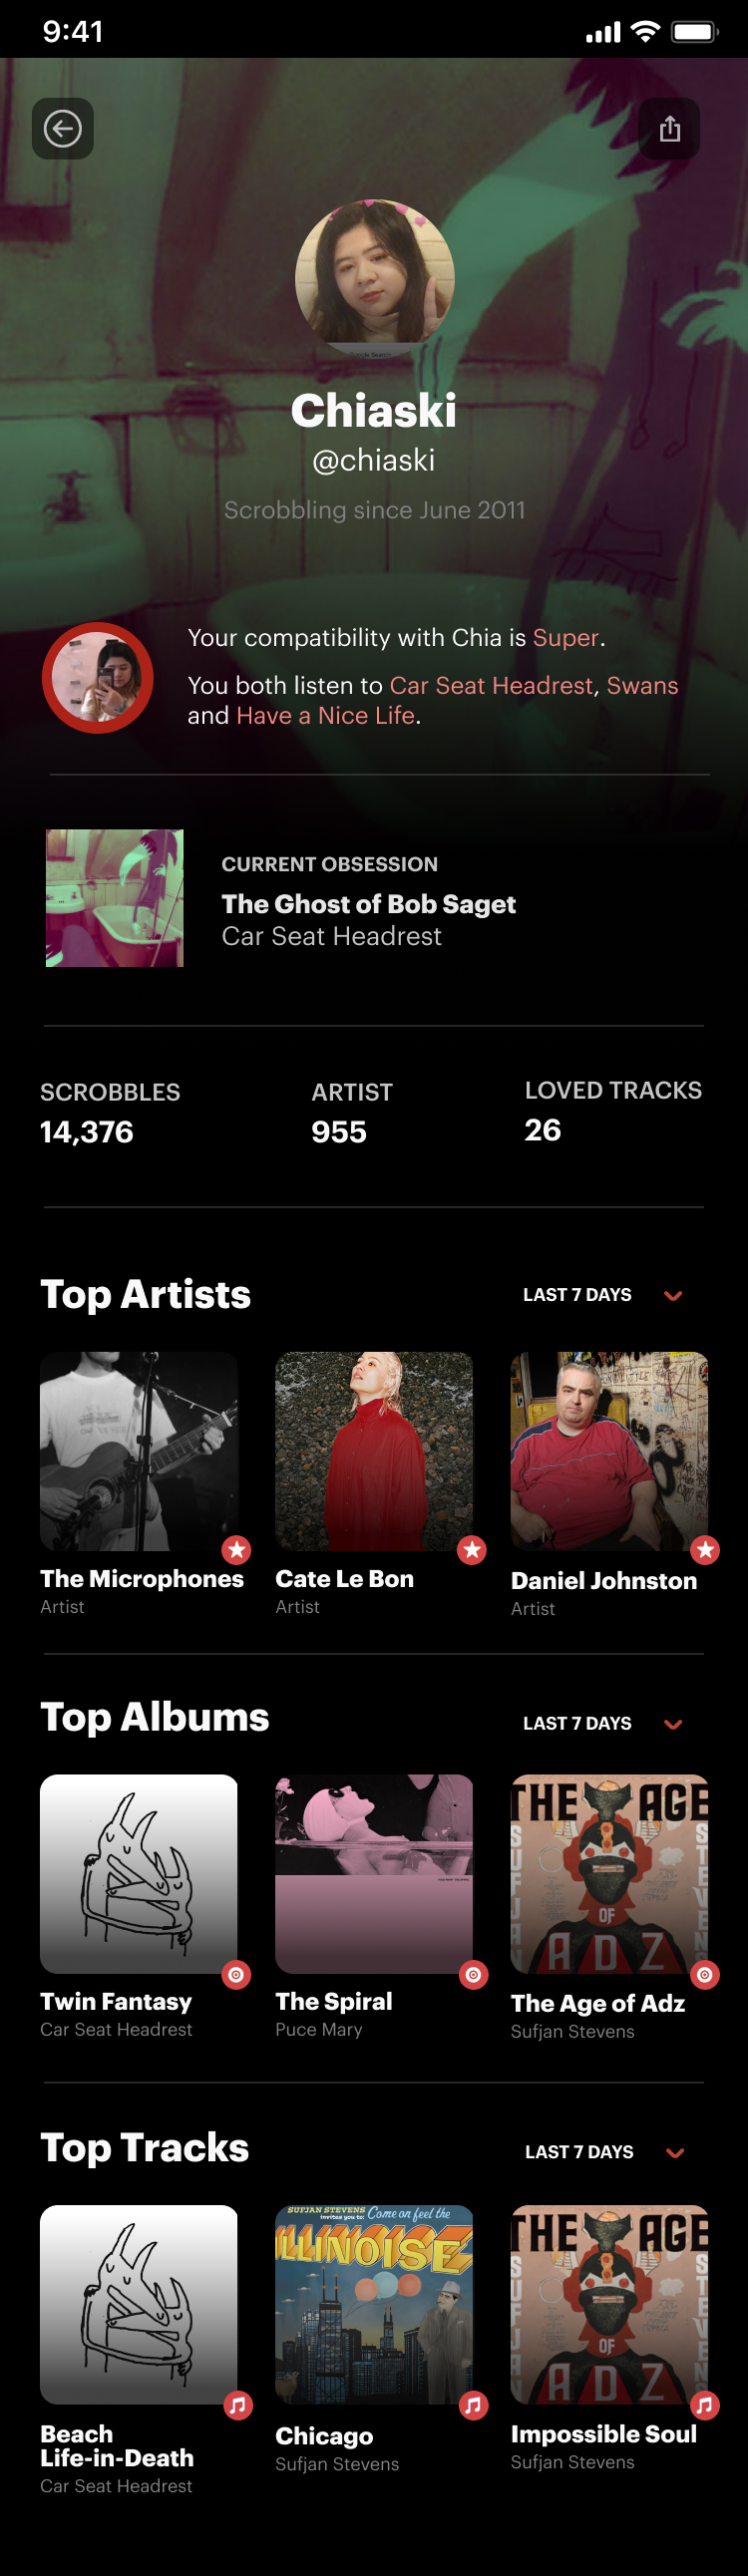 9:41
Chiaski
@chiaski
Scrobbling since June 2011
Your compatibility with Chia is Super.
You both listen to Car Seat Headrest, Swans
and Have a Nice Life.
CURRENT OBSESSION
The Ghost of Bob Saget
Car Seat Headrest
SCROBBLES
ARTIST
LOVED TRACKS
14,376
955
26
Top Artists
LAST 7 DAYS
The Microphones
Cate Le Bon
Daniel Johnston
Artist
Artist
Artist
Top Albums
LAST 7 DAYS
THE AGE
SUFJAN
STEVENS
OF
ADZ
Twin Fantasy
The Spiral
The Age of Adz
Car Seat Headrest
Puce Mary
Sufjan Stevens
Top Tracks
LAST 7 DAYS
SUFJAN STEVENS
invites you to: Come on feel the
ILLINOISE
THE AGE
SUFJAN
STEVENS
OF
ADZ
Beach
Life-in-Death
Chicago
Impossible Soul
Car Seat Headrest
Sufjan Stevens
Sufjan Stevens